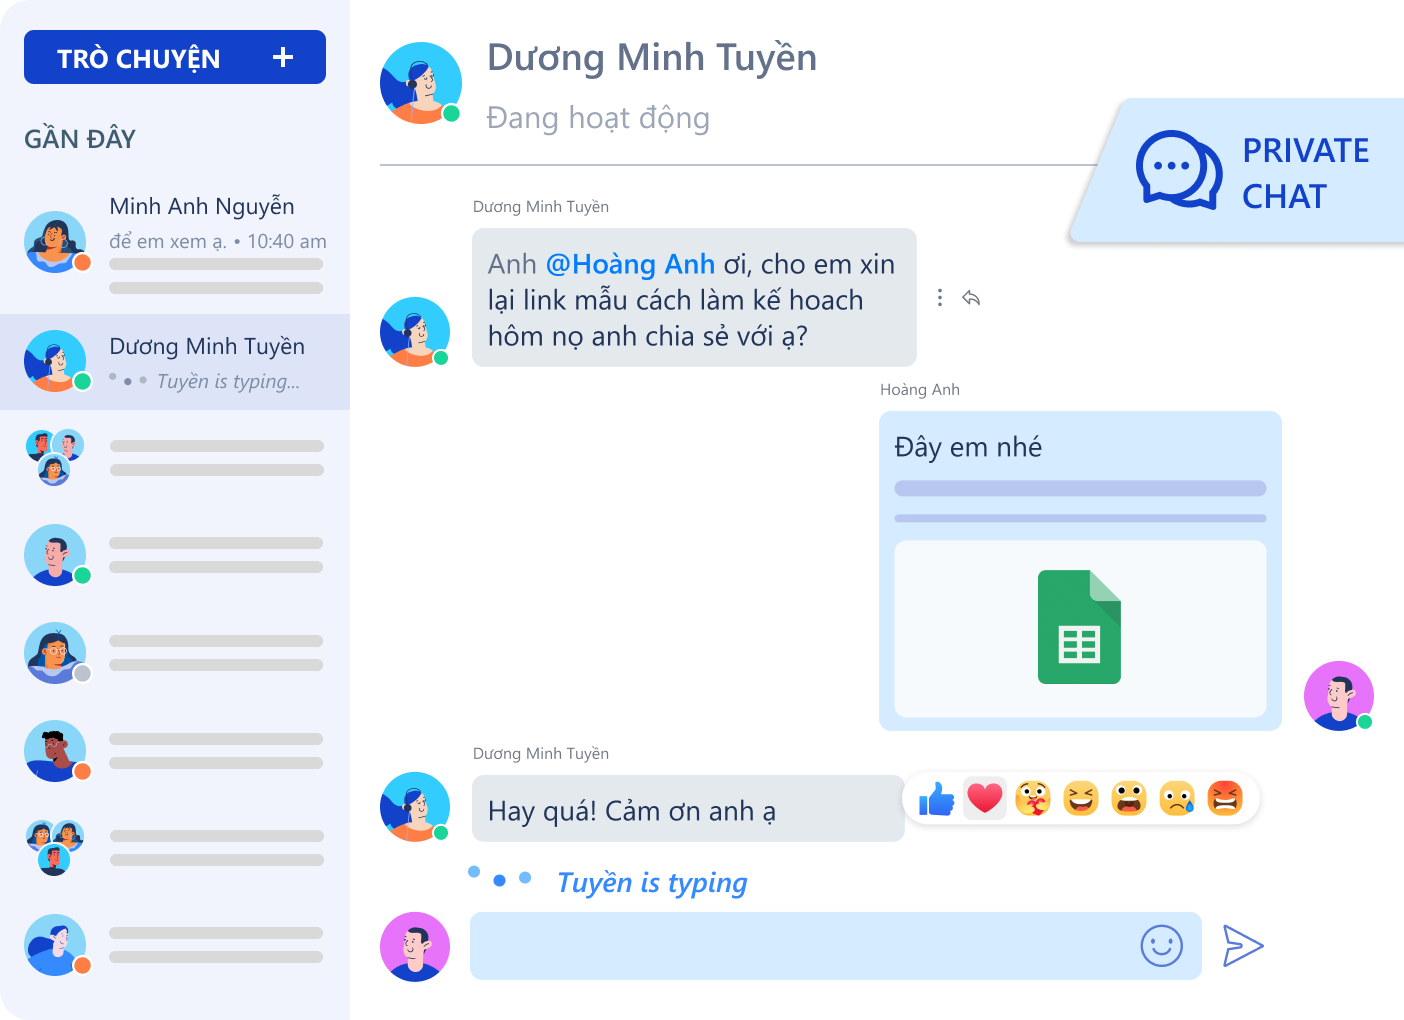 TRÒ CHUYỆN +
GẦN ĐÂY
Minh Anh Nguyễn
để em xem ạ. • 10:40 am
Dương Minh Tuyền
Tuyền is typing...
Dương Minh Tuyền
Đang hoạt động
PRIVATE
CHAT
Dương Minh Tuyền
Anh @Hoàng Anh ơi, cho em xin
lại link mẫu cách làm kế hoach
hôm nọ anh chia sẻ với ạ?
Hoàng Anh
Đây em nhé
Dương Minh Tuyền
Hay quá! Cảm ơn anh ạ
Tuyền is typing